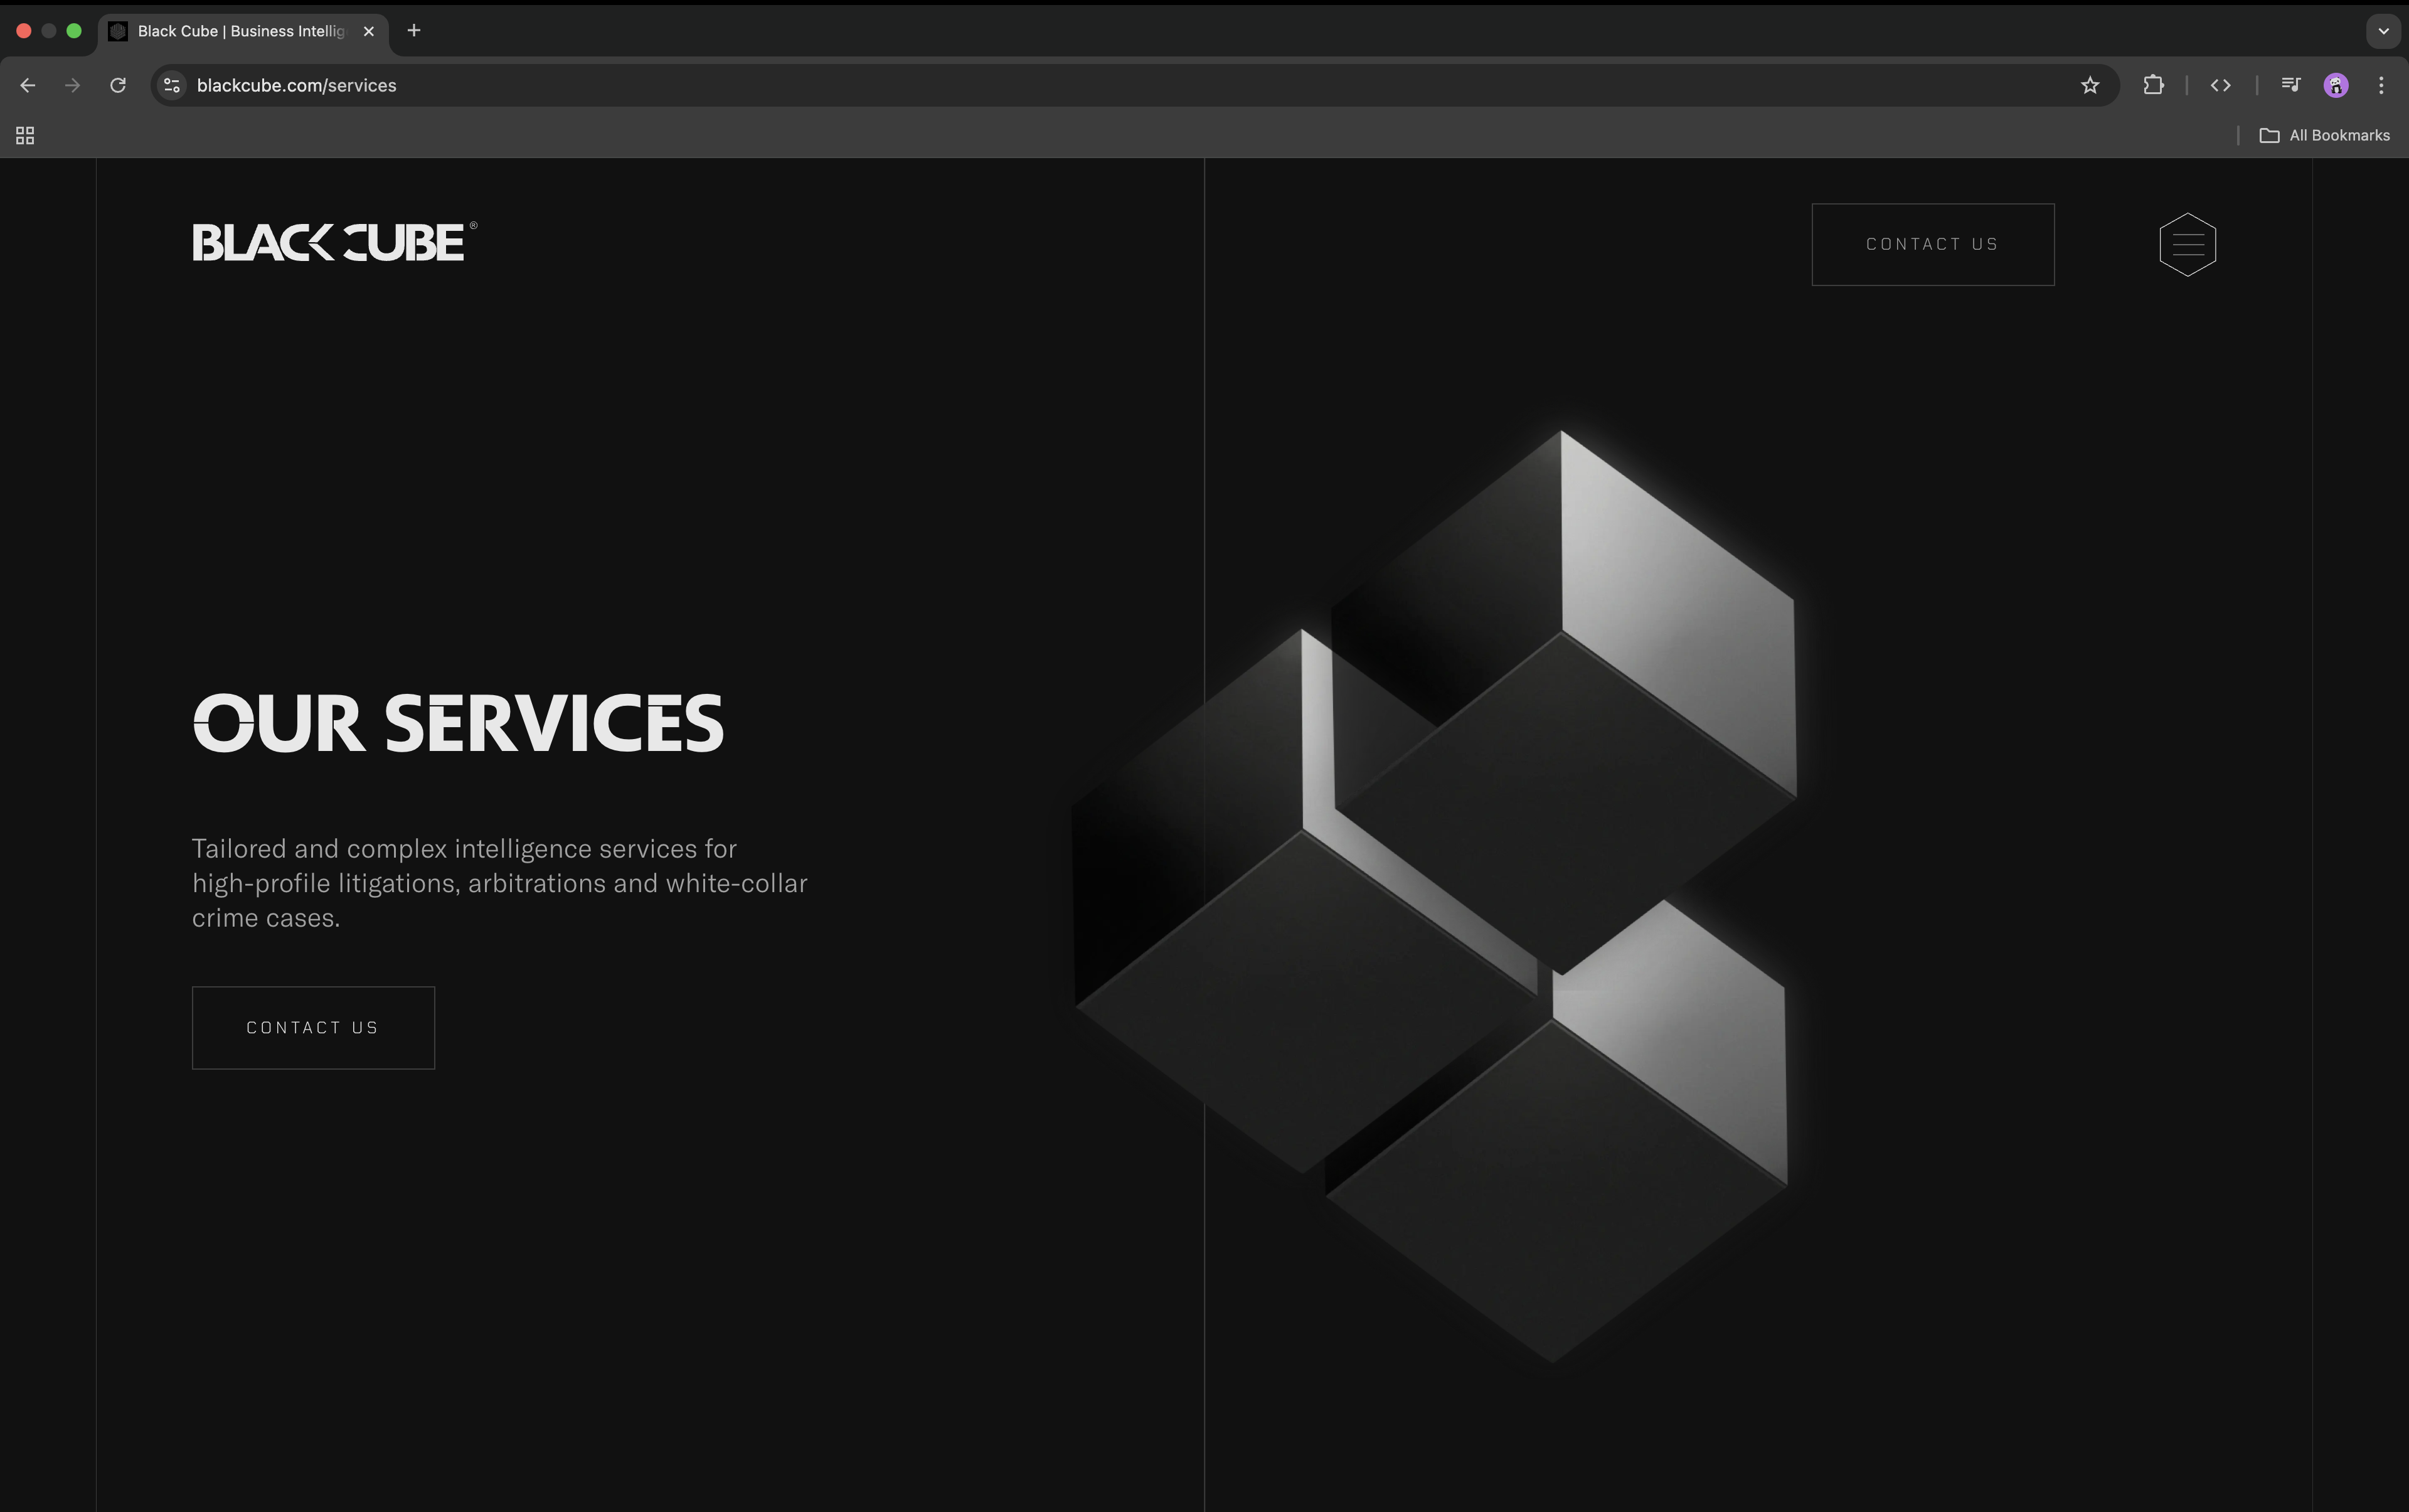 Black Cube | Business Intellig
blackcube.com/services
All Bookmarks
BLACK CUBE ®
CONTACT US
OUR SERVICES
Tailored and complex intelligence services for
high-profile litigations, arbitrations and white-collar
crime cases.
CONTACT US